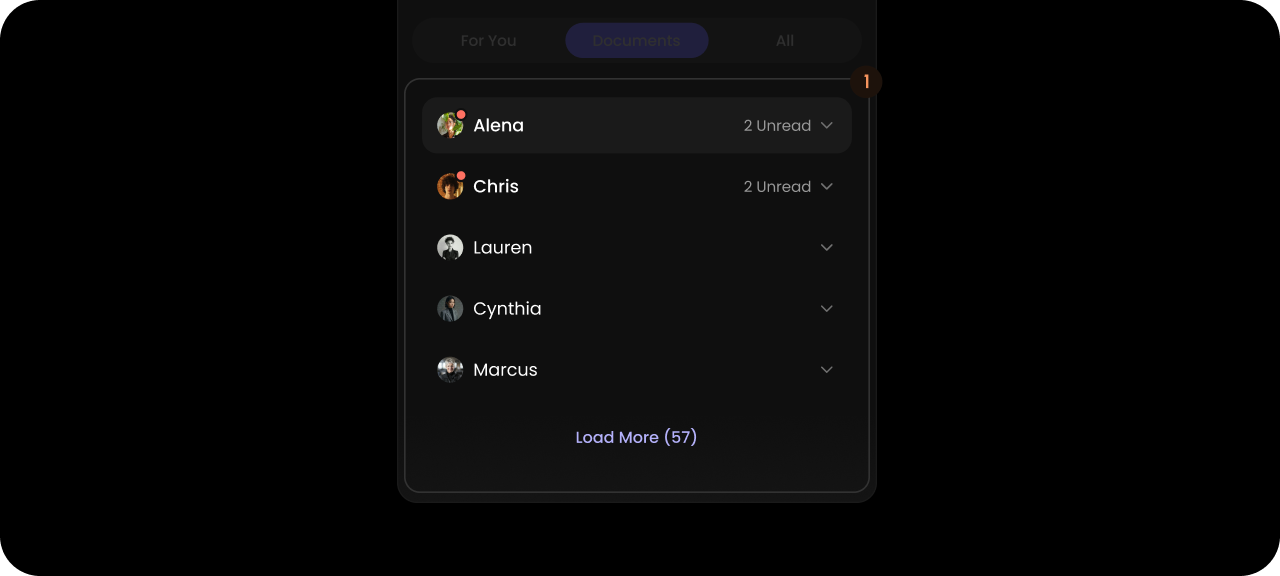 For You Documents All
1
Alena 2 Unread
Chris 2 Unread
Lauren
Cynthia
Marcus
Load More (57)